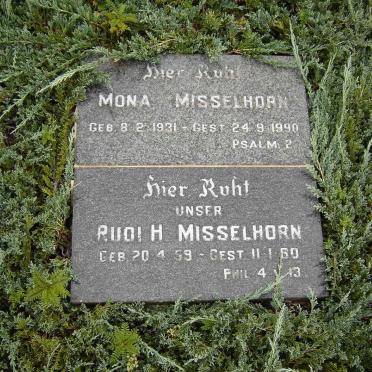 Hier Ruht
MONA MISSELHORN
GEB. 8·2·1931 - GEST. 24·9·1990
PSALM. 2
Hier Ruht
UNSER
RUDI H. MISSELHORN
GEB. 20·4·59 - GEST. 11·1·60
PHIL 4 13